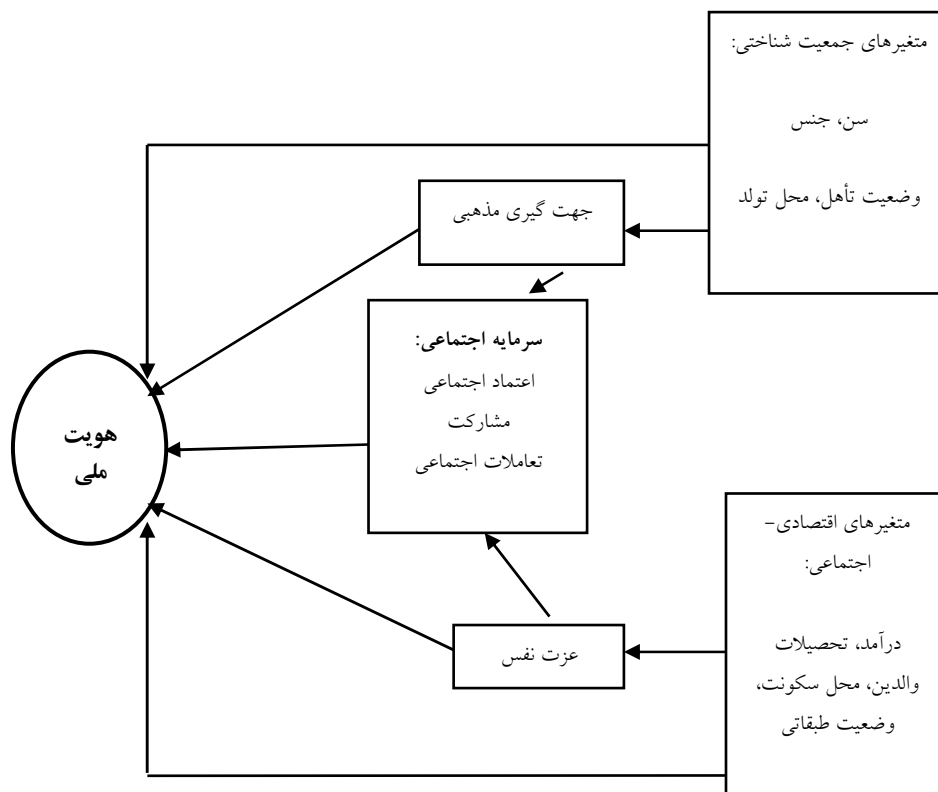 متغیرهای جمعیت شناختی:
سن، جنس
وضعیت تأهل، محل تولد
جهت گیری مذهبی
سرمایه اجتماعی:
اعتماد اجتماعی
مشارکت
تعاملات اجتماعی
هویت
ملی
متغیرهای اقتصادی-
اجتماعی:
درآمد، تحصیلات
والدین، محل سکونت،
وضعیت طبقاتی
عزت نفس